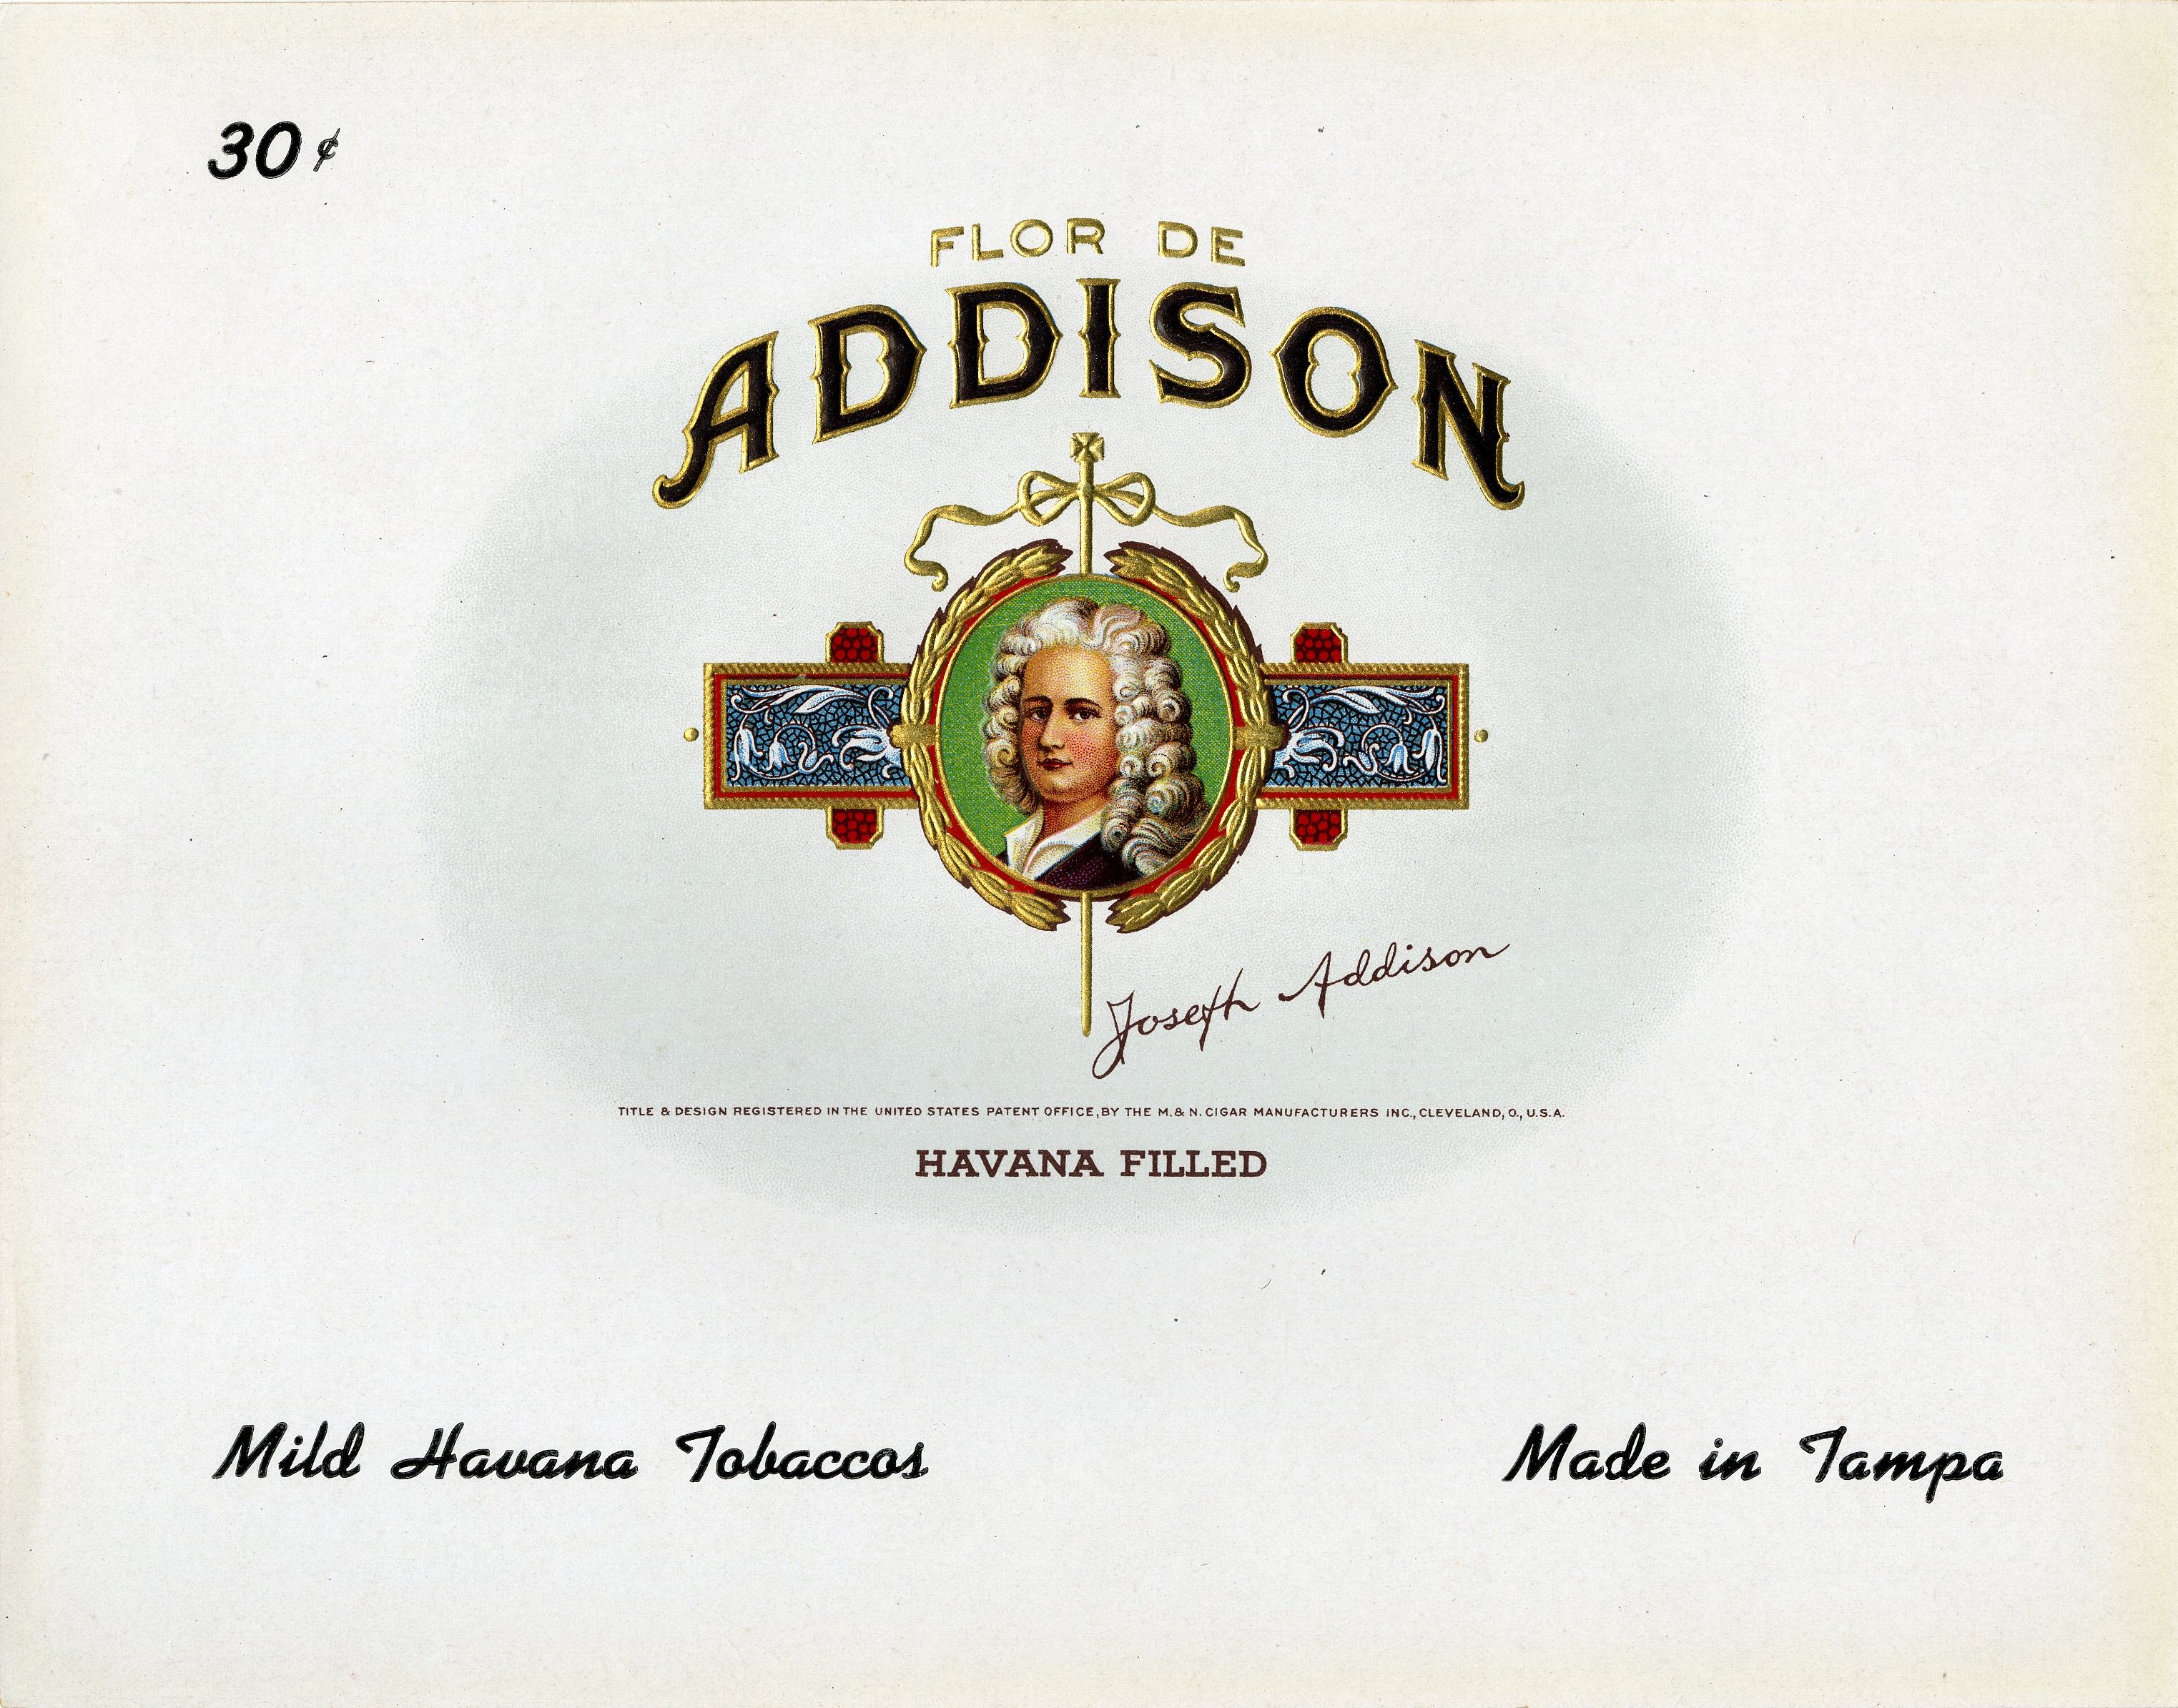 30¢
FLOR DE
ADDISON
Joseph Addison
TITLE & DESIGN REGISTERED IN THE UNITED STATES PATENT OFFICE, BY THE M. & N. CIGAR MANUFACTURERS INC., CLEVELAND, O., U.S.A.
HAVANA FILLED
Mild Havana Tobaccos
Made in Tampa